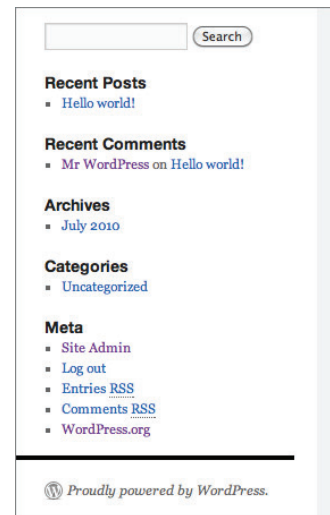 Search
Recent Posts
Hello world!
Recent Comments
Mr WordPress on Hello world!
Archives
July 2010
Categories
Uncategorized
Meta
Site Admin
Log out
Entries RSS
Comments RSS
WordPress.org
Proudly powered by WordPress.